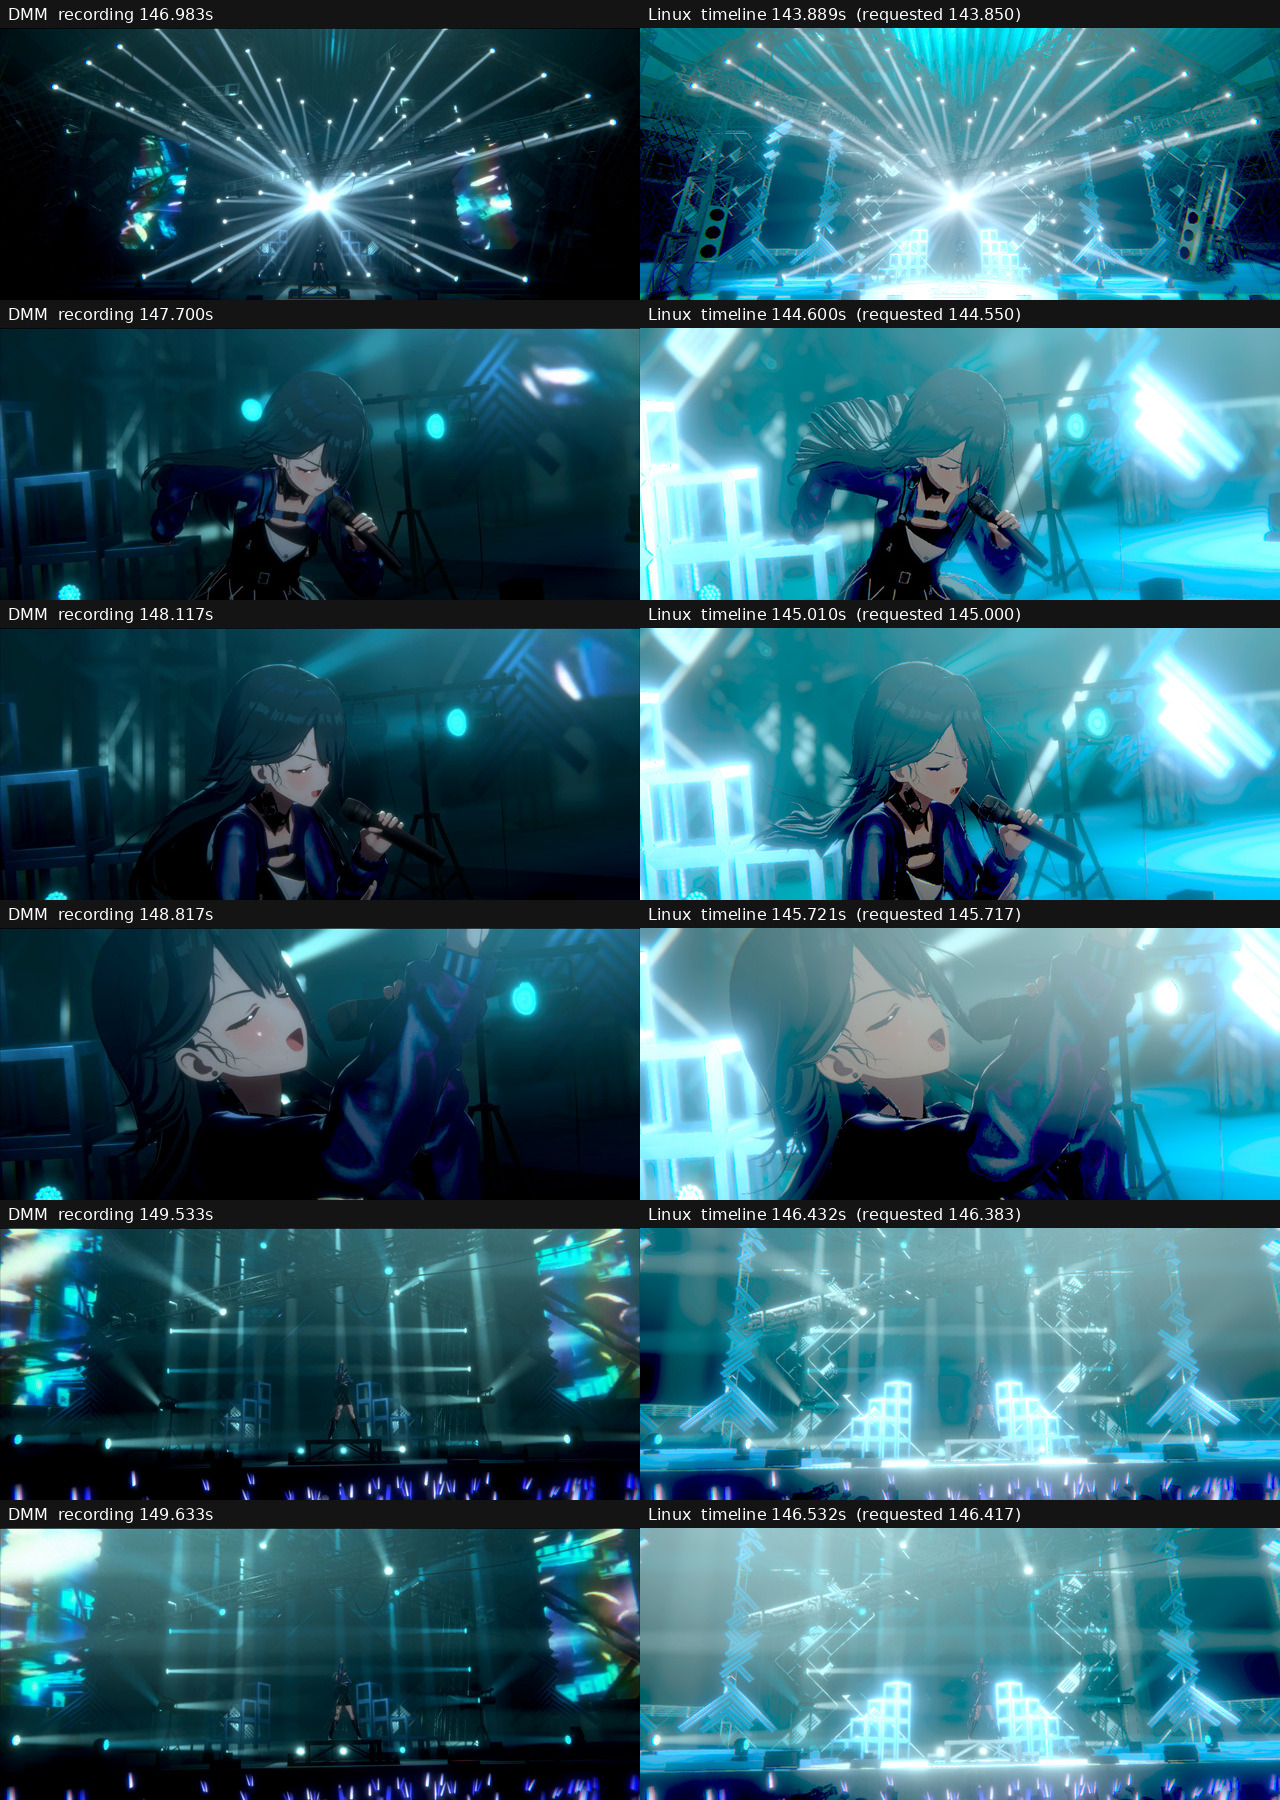 DMM  recording 146.983s
Linux  timeline 143.889s  (requested 143.850)
DMM  recording 147.700s
Linux  timeline 144.600s  (requested 144.550)
DMM  recording 148.117s
Linux  timeline 145.010s  (requested 145.000)
DMM  recording 148.817s
Linux  timeline 145.721s  (requested 145.717)
DMM  recording 149.533s
Linux  timeline 146.432s  (requested 146.383)
DMM  recording 149.633s
Linux  timeline 146.532s  (requested 146.417)